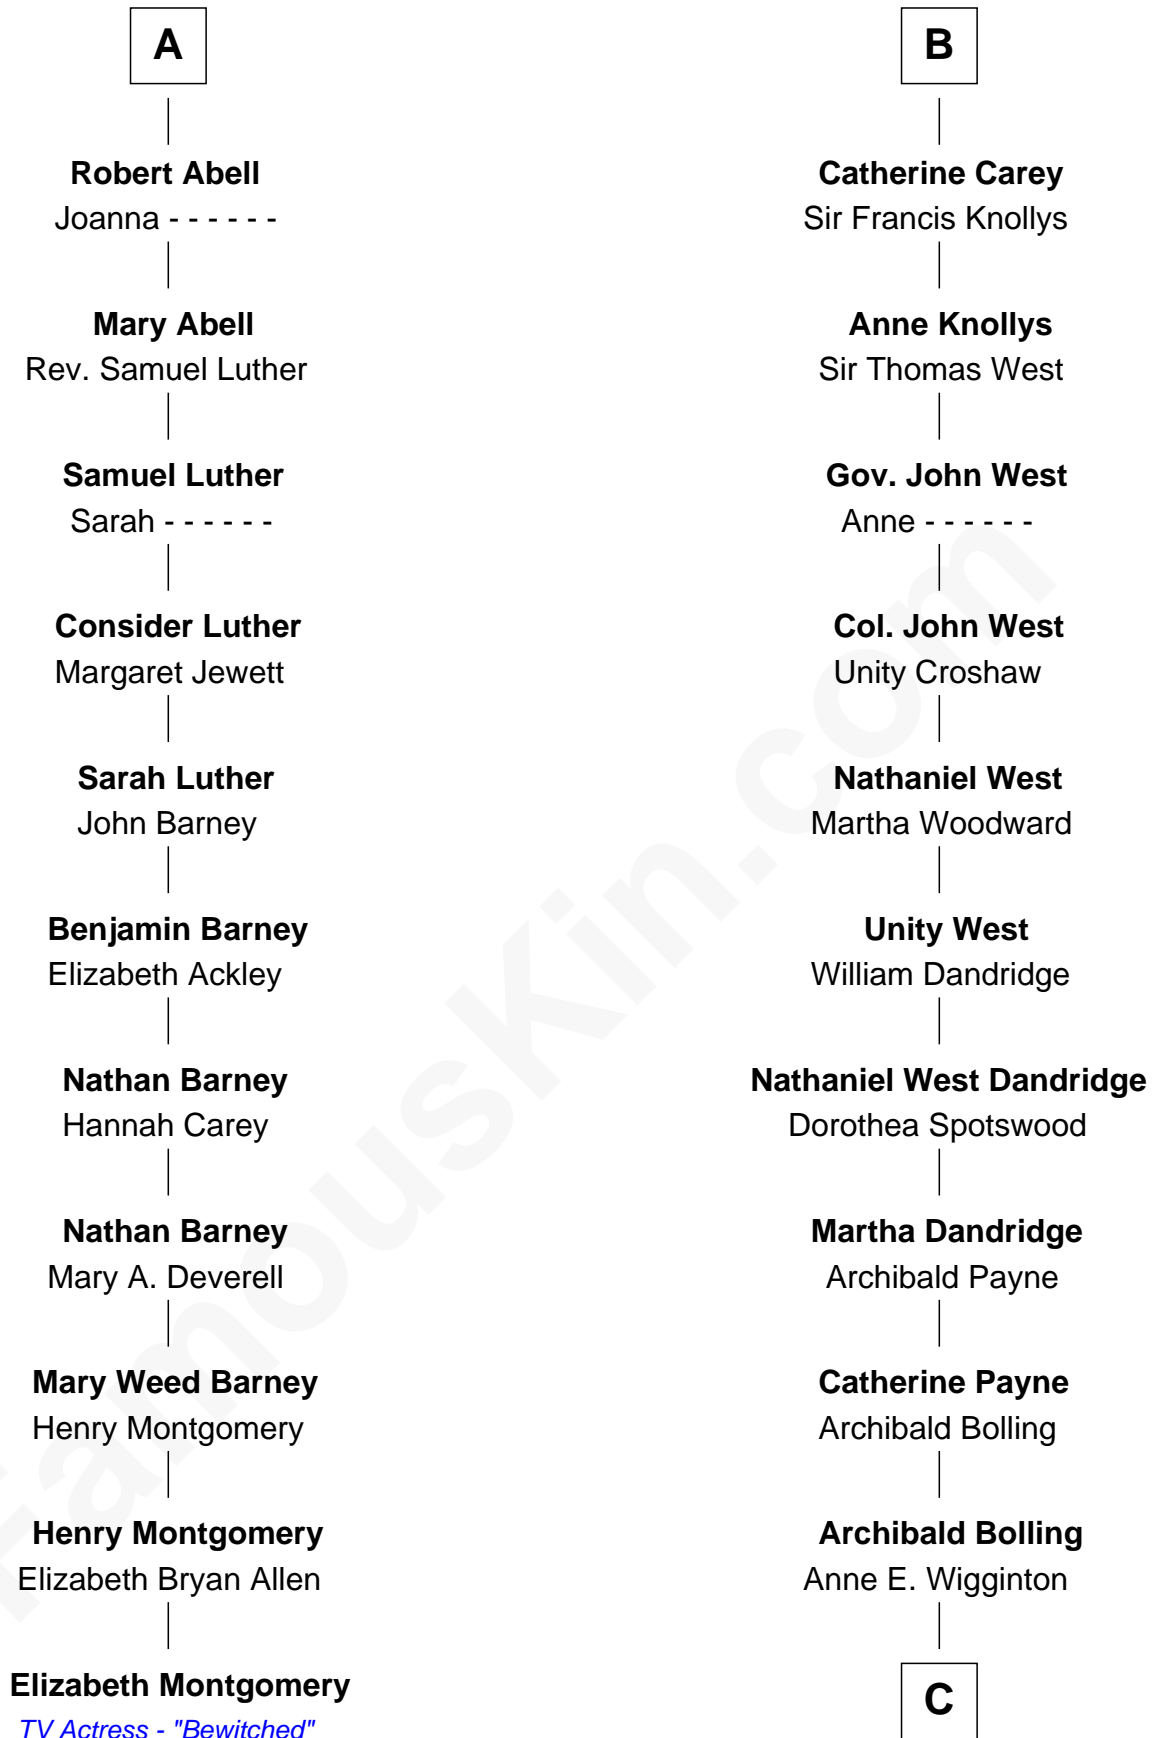 A
Robert Abell
Joanna - - - - - -
Mary Abell
Rev. Samuel Luther
Samuel Luther
Sarah - - - - - -
Consider Luther
Margaret Jewett
Sarah Luther
John Barney
Benjamin Barney
Elizabeth Ackley
Nathan Barney
Hannah Carey
Nathan Barney
Mary A. Deverell
Mary Weed Barney
Henry Montgomery
Henry Montgomery
Elizabeth Bryan Allen
Elizabeth Montgomery
TV Actress - "Bewitched"
B
Catherine Carey
Sir Francis Knollys
Anne Knollys
Sir Thomas West
Gov. John West
Anne - - - - - -
Col. John West
Unity Croshaw
Nathaniel West
Martha Woodward
Unity West
William Dandridge
Nathaniel West Dandridge
Dorothea Spotswood
Martha Dandridge
Archibald Payne
Catherine Payne
Archibald Bolling
Archibald Bolling
Anne E. Wigginton
C
FamousKin.com